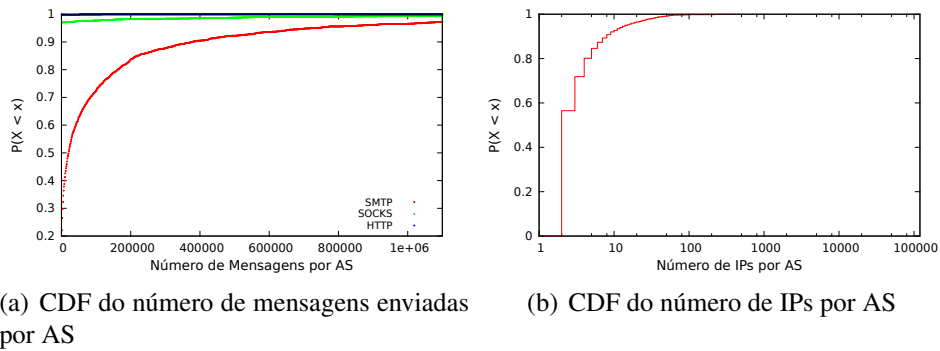 1
0.9
0.8
0.7
0.6
0.5
0.4
0.3
0.2
P(X < x)
0
200000
400000
600000
800000
1e+06
Número de Mensagens por AS
SMTP
SOCKS
HTTP
1
0.8
0.6
0.4
0.2
0
P(X < x)
1
10
100
1000
10000
100000
Número de IPs por AS
(a) CDF do número de mensagens enviadas
por AS
(b) CDF do número de IPs por AS